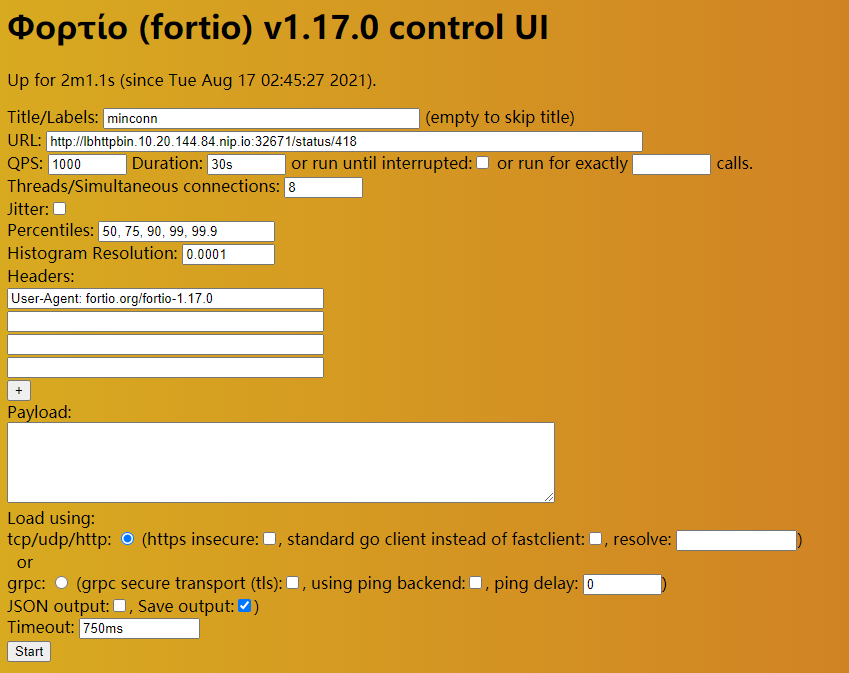 Φορτίο (fortio) v1.17.0 control UI
Up for 2m1.1s (since Tue Aug 17 02:45:27 2021).
Title/Labels: minconn (empty to skip title)
URL: http://lbhttpbin.10.20.144.84.nip.io:32671/status/418
QPS: 1000 Duration: 30s or run until interrupted: or run for exactly calls.
Threads/Simultaneous connections: 8
Jitter:
Percentiles: 50, 75, 90, 99, 99.9
Histogram Resolution: 0.0001
Headers:
User-Agent: fortio.org/fortio-1.17.0
+
Payload:
Load using:
tcp/udp/http: (https insecure: , standard go client instead of fastclient: , resolve: )
or
grpc: (grpc secure transport (tls): , using ping backend: , ping delay: 0 )
JSON output: , Save output: )
Timeout: 750ms
Start